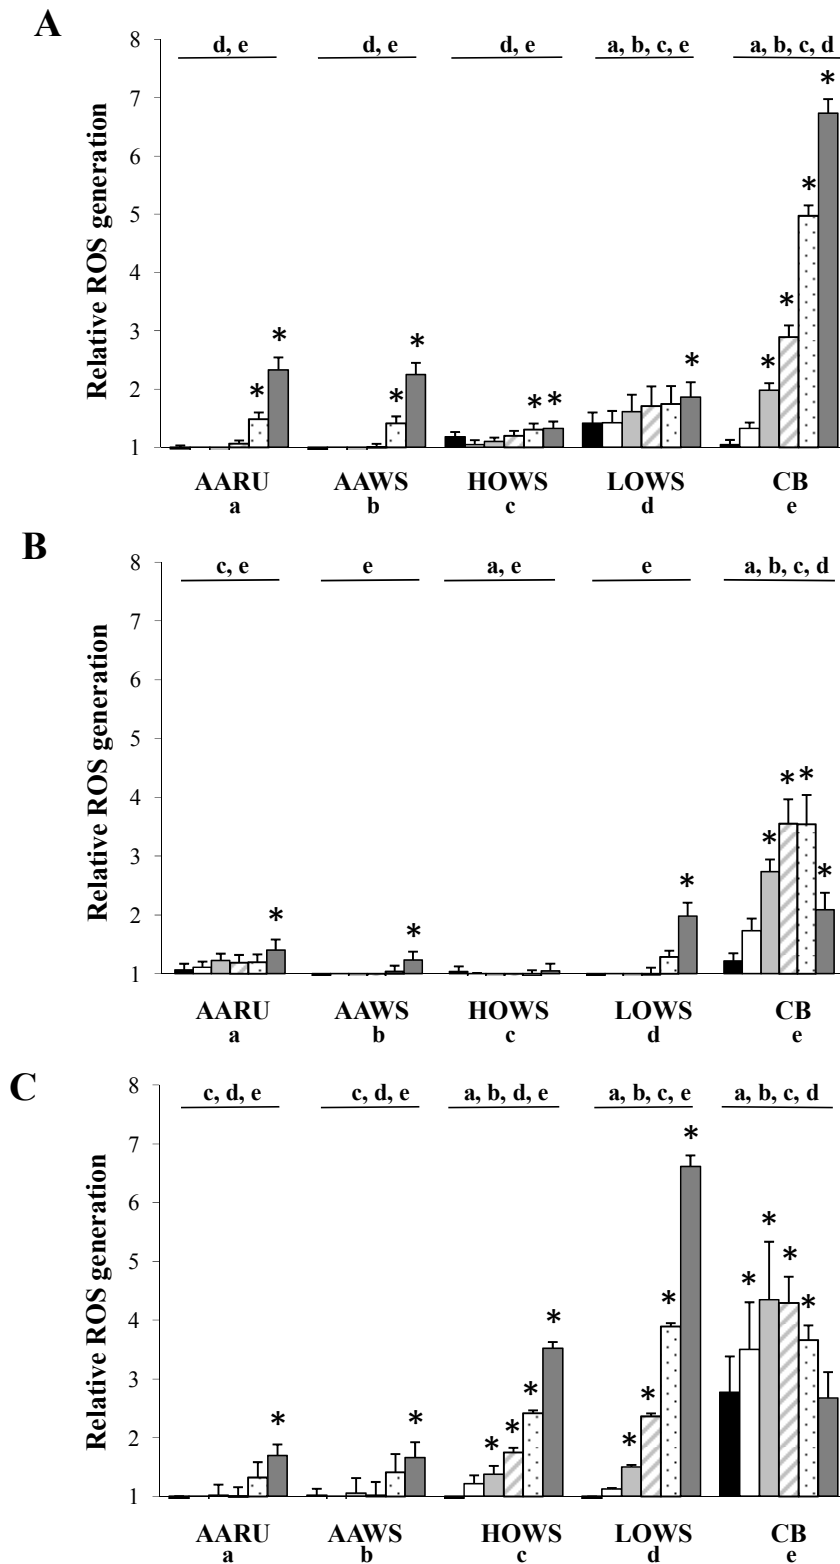 A
Relative ROS generation
8
7
6
5
4
3
2
1
d, e
d, e
d, e
a, b, c, e
a, b, c, d
* * * * * * * * * * *
AARU AAWS HOWS LOWS CB
a b c d e
B
Relative ROS generation
8
7
6
5
4
3
2
1
c, e
e
a, e
e
a, b, c, d
* * * * * * *
AARU AAWS HOWS LOWS CB
a b c d e
C
Relative ROS generation
8
7
6
5
4
3
2
1
c, d, e
c, d, e
a, b, d, e
a, b, c, e
a, b, c, d
* * * * * * * * * * * * * *
AARU AAWS HOWS LOWS CB
a b c d e